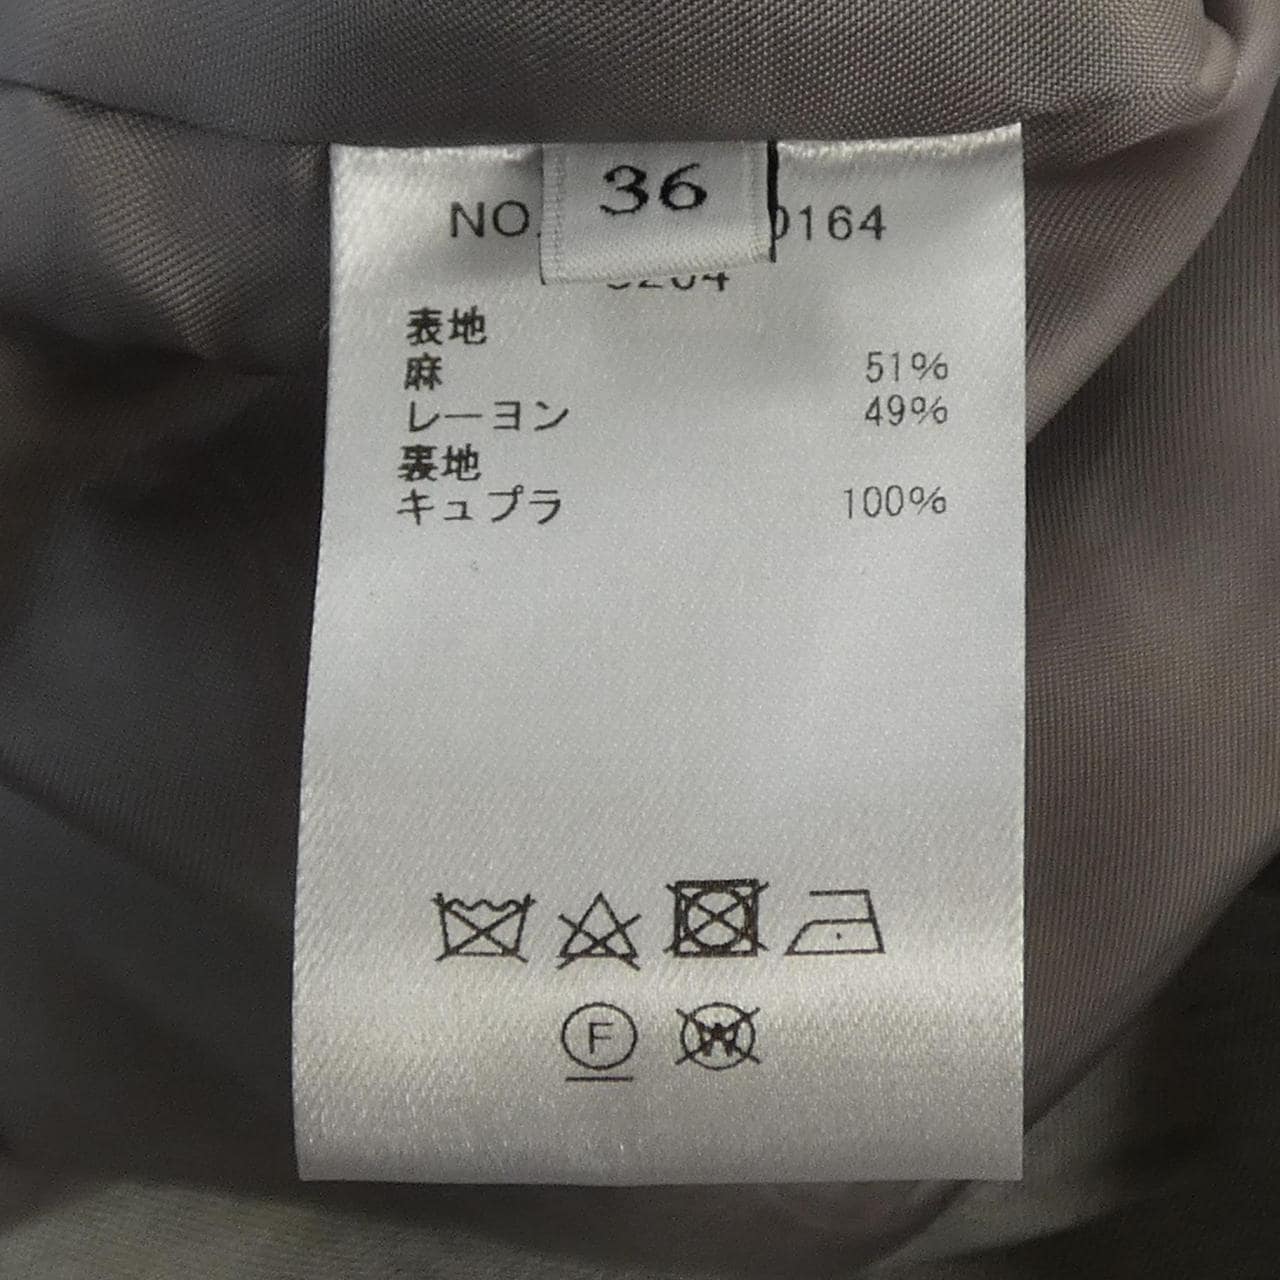 36
NO. 0164
表地
麻 51%
レーヨン 49%
裏地
キュプラ 100%
F
W